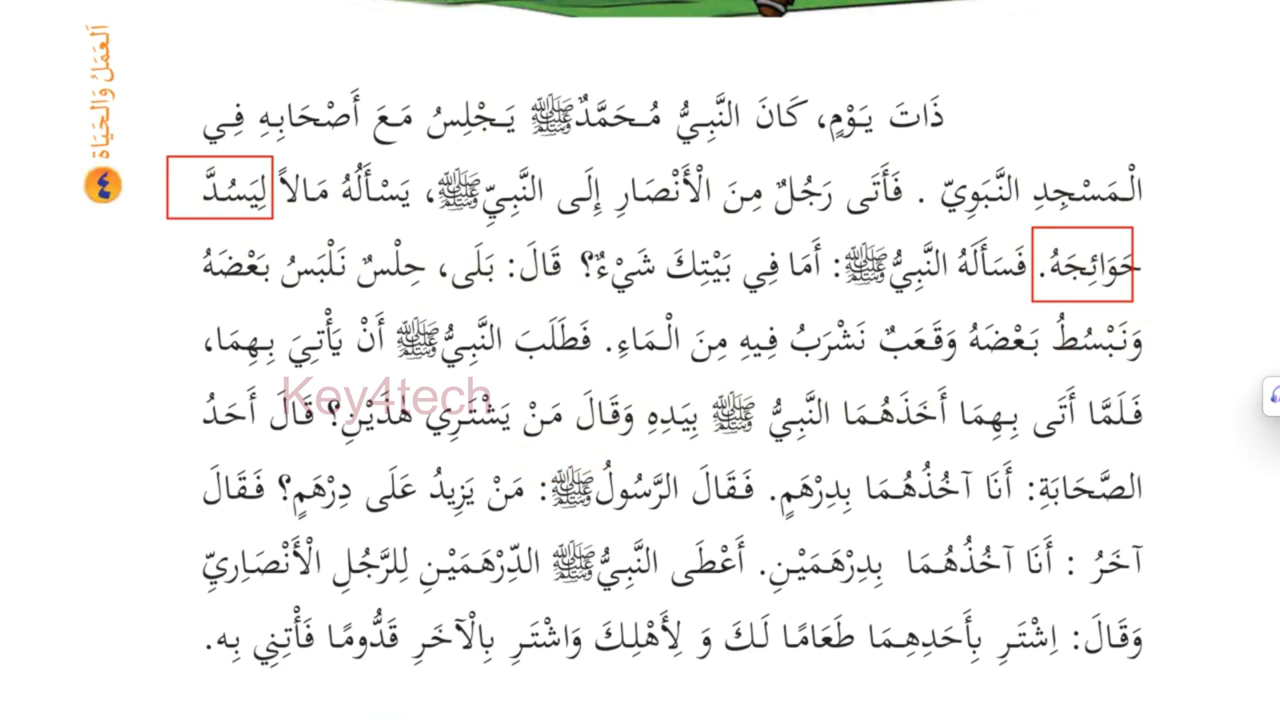 اَلْعَمَلُ وَالْحَيَاة ٤
ذَاتَ يَوْمٍ، كَانَ النَّبِيُّ مُحَمَّدٌ ﷺ يَجْلِسُ مَعَ أَصْحَابِهِ فِي
الْمَسْجِدِ النَّبَوِيّ . فَأَتَى رَجُلٌ مِنَ الْأَنْصَارِ إِلَى النَّبِيِّ ﷺ، يَسْأَلُهُ مَالاً لِيَسُدَّ
حَوَائِجَهُ. فَسَأَلَهُ النَّبِيُّ ﷺ: أَمَا فِي بَيْتِكَ شَيْءٌ؟ قَالَ: بَلَى، حِلْسٌ نَلْبَسُ بَعْضَهُ
وَنَبْسُطُ بَعْضَهُ وَقَعَبٌ نَشْرَبُ فِيهِ مِنَ الْمَاءِ. فَطَلَبَ النَّبِيُّ ﷺ أَنْ يَأْتِيَ بِهِمَا،
فَلَمَّا أَتَى بِهِمَا أَخَذَهُمَا النَّبِيُّ ﷺ بِيَدِهِ وَقَالَ مَنْ يَشْتَرِي هٰذَيْنِ؟ قَالَ أَحَدُ
الصَّحَابَةِ: أَنَا آخُذُهُمَا بِدِرْهَمٍ. فَقَالَ الرَّسُولُ ﷺ: مَنْ يَزِيدُ عَلَى دِرْهَمٍ؟ فَقَالَ
آخَرُ : أَنَا آخُذُهُمَا بِدِرْهَمَيْنِ. أَعْطَى النَّبِيُّ ﷺ الدِّرْهَمَيْنِ لِلرَّجُلِ الْأَنْصَارِيِّ
وَقَالَ: اِشْتَرِ بِأَحَدِهِمَا طَعَامًا لَكَ وَ لِأَهْلِكَ وَاشْتَرِ بِالْآخَرِ قَدُّومًا فَأْتِنِي بِه.
Key4tech